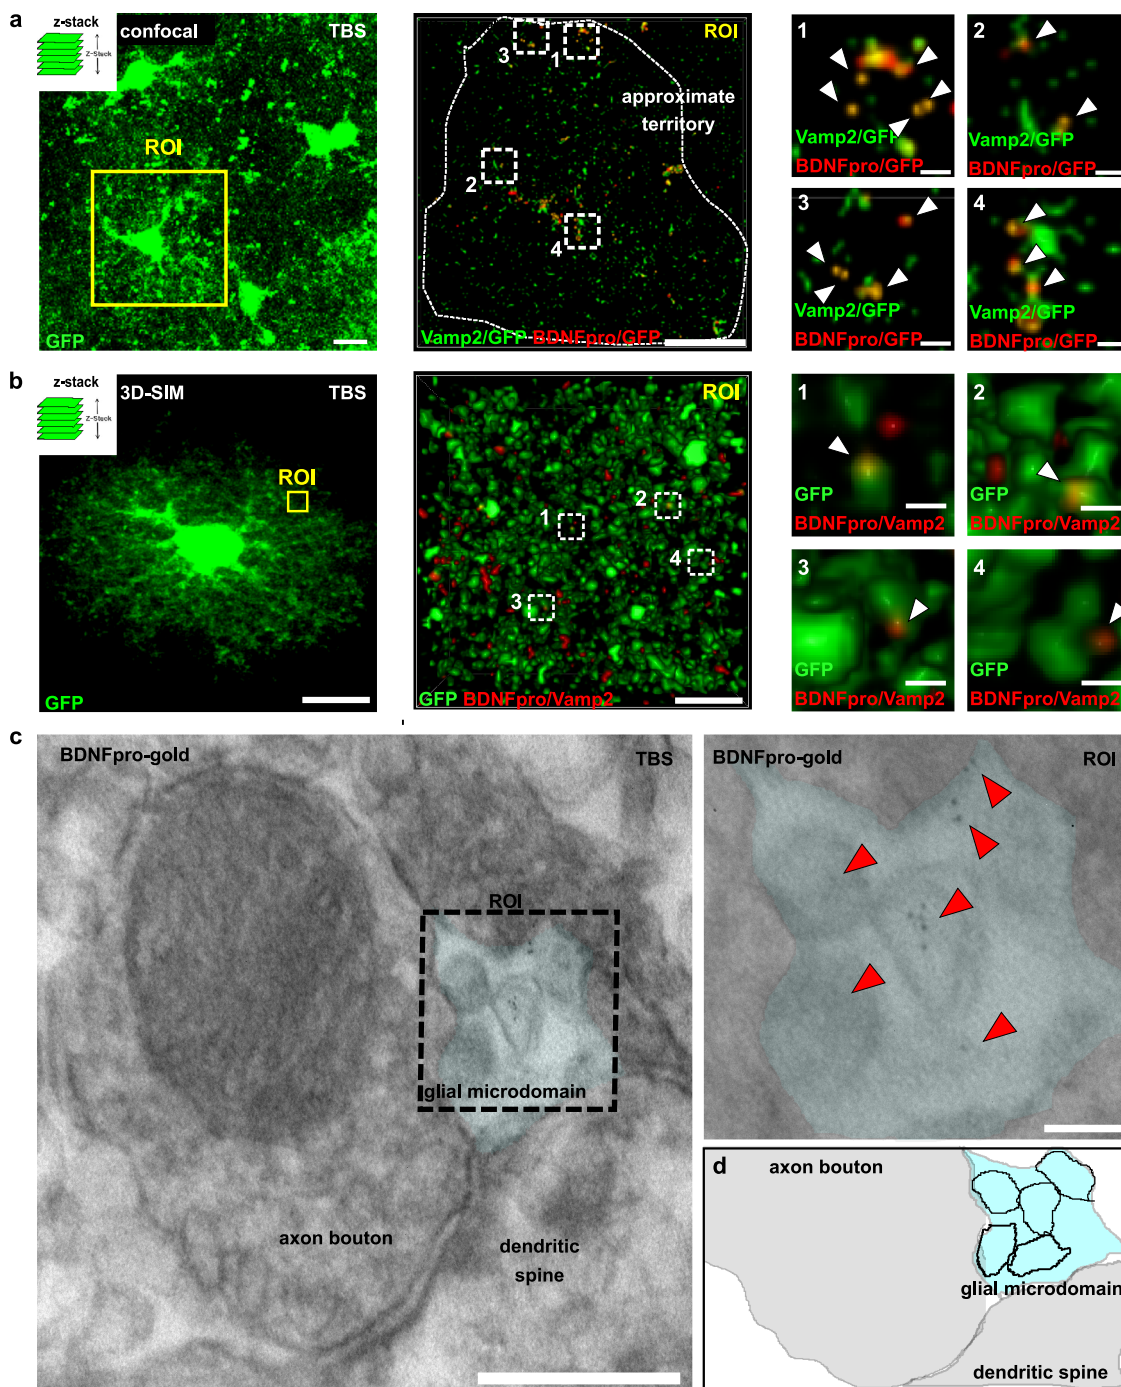 a
z-stack
Z-Stack
confocal
TBS
ROI
GFP
ROI
3
1
approximate
territory
2
4
Vamp2/GFP BDNFpro/GFP
1
Vamp2/GFP
BDNFpro/GFP
2
Vamp2/GFP
BDNFpro/GFP
3
Vamp2/GFP
BDNFpro/GFP
4
Vamp2/GFP
BDNFpro/GFP
b
z-stack
Z-Stack
3D-SIM
TBS
ROI
GFP
ROI
1
2
4
3
GFP BDNFpro/Vamp2
1
GFP
BDNFpro/Vamp2
2
GFP
BDNFpro/Vamp2
3
GFP
BDNFpro/Vamp2
4
GFP
BDNFpro/Vamp2
c
BDNFpro-gold
TBS
ROI
glial microdomain
axon bouton
dendritic
spine
BDNFpro-gold
ROI
d
axon bouton
glial microdomain
dendritic spine